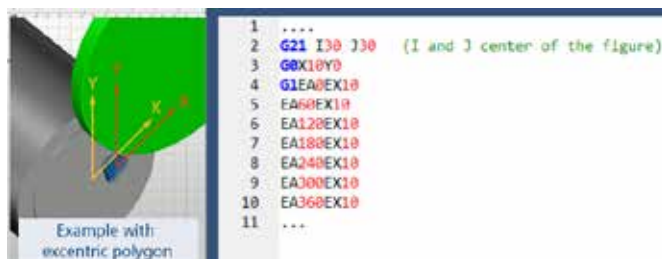 Y
Y
X
X
Example with
excentric polygon
1 ....
2 G21 I30 J30 (I and J center of the figure)
3 G0X10Y0
4 G1EA0EX10
5 EA60EX10
6 EA120EX10
7 EA180EX10
8 EA240EX10
9 EA300EX10
10 EA360EX10
11 ...